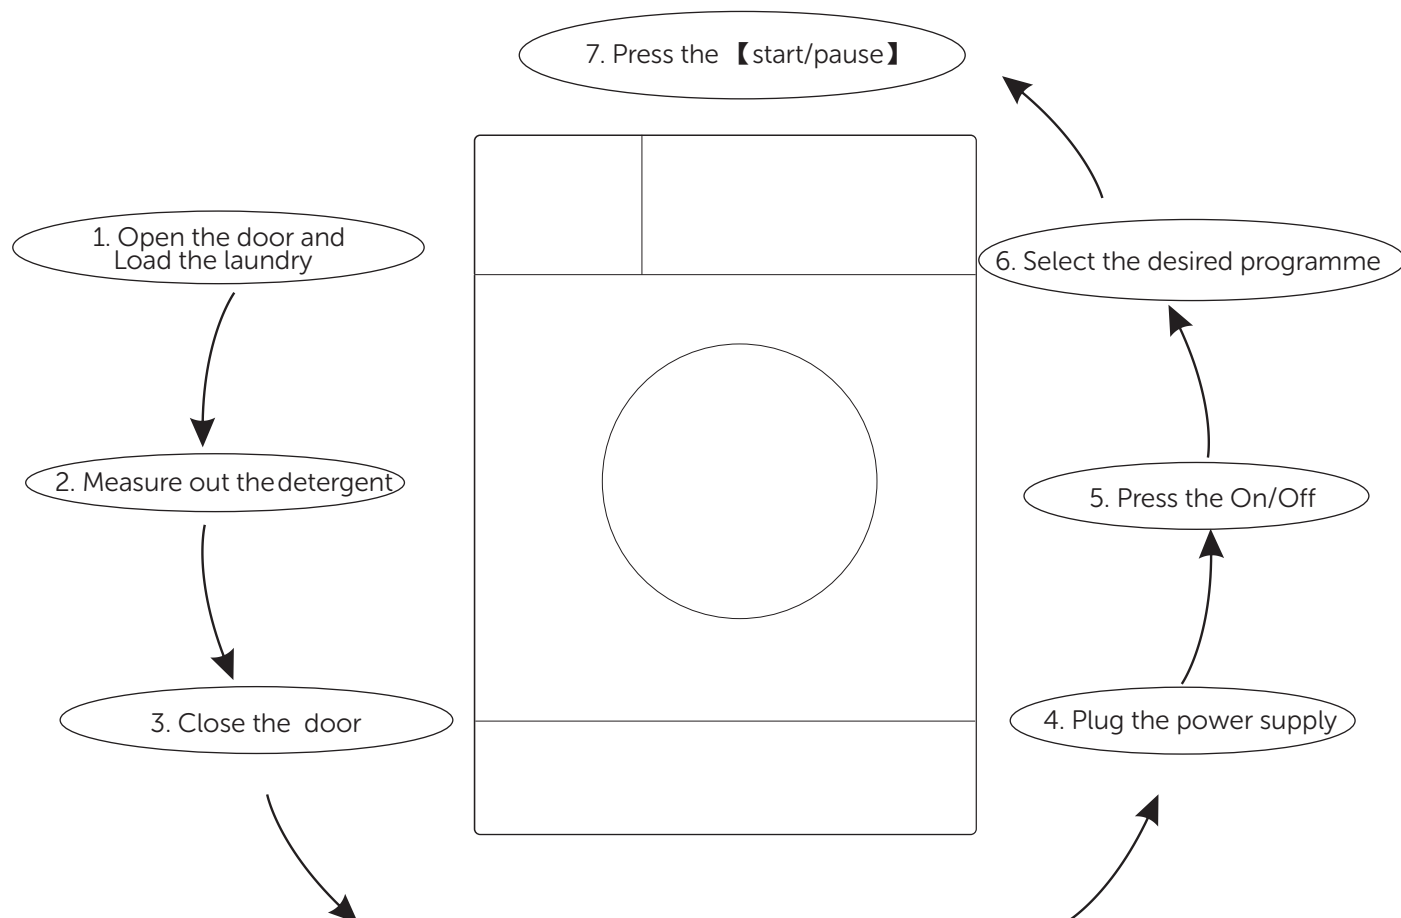 1. Open the door and
Load the laundry
2. Measure out the detergent
3. Close the door
4. Plug the power supply
5. Press the On/Off
6. Select the desired programme
7. Press the 【start/pause】